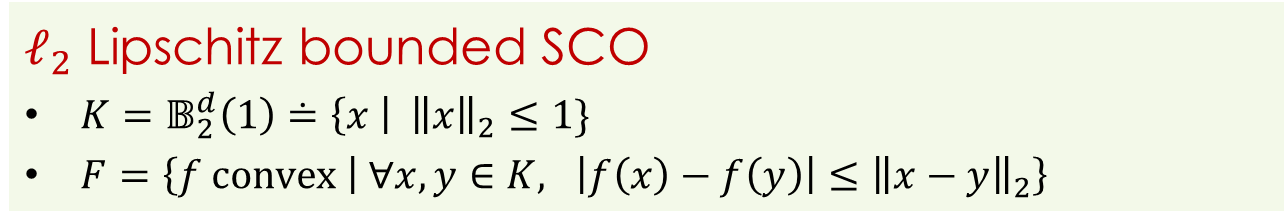 ℓ₂ Lipschitz bounded SCO
• K = 𝔹₂ᵈ(1) ≐ {x | ‖x‖₂ ≤ 1}
• F = {f convex | ∀x, y ∈ K, |f(x) − f(y)| ≤ ‖x − y‖₂}